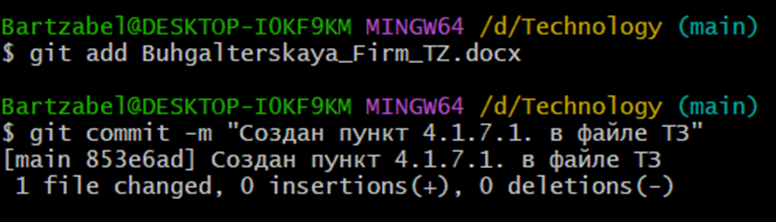 Bartzabel@DESKTOP-IOKF9KM MINGW64 /d/Technology (main)
$ git add Buhgalterskaya_Firm_TZ.docx
Bartzabel@DESKTOP-IOKF9KM MINGW64 /d/Technology (main)
$ git commit -m "Создан пункт 4.1.7.1. в файле ТЗ"
[main 853e6ad] Создан пункт 4.1.7.1. в файле ТЗ
1 file changed, 0 insertions(+), 0 deletions(-)